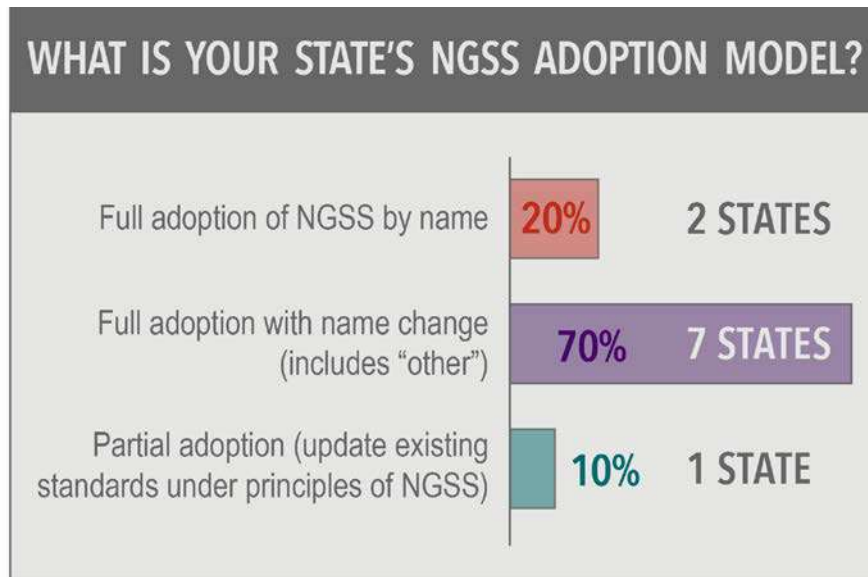 WHAT IS YOUR STATE'S NGSS ADOPTION MODEL?
Full adoption of NGSS by name
20%
2 STATES
Full adoption with name change
(includes “other”)
70%
7 STATES
Partial adoption (update existing
standards under principles of NGSS)
10%
1 STATE